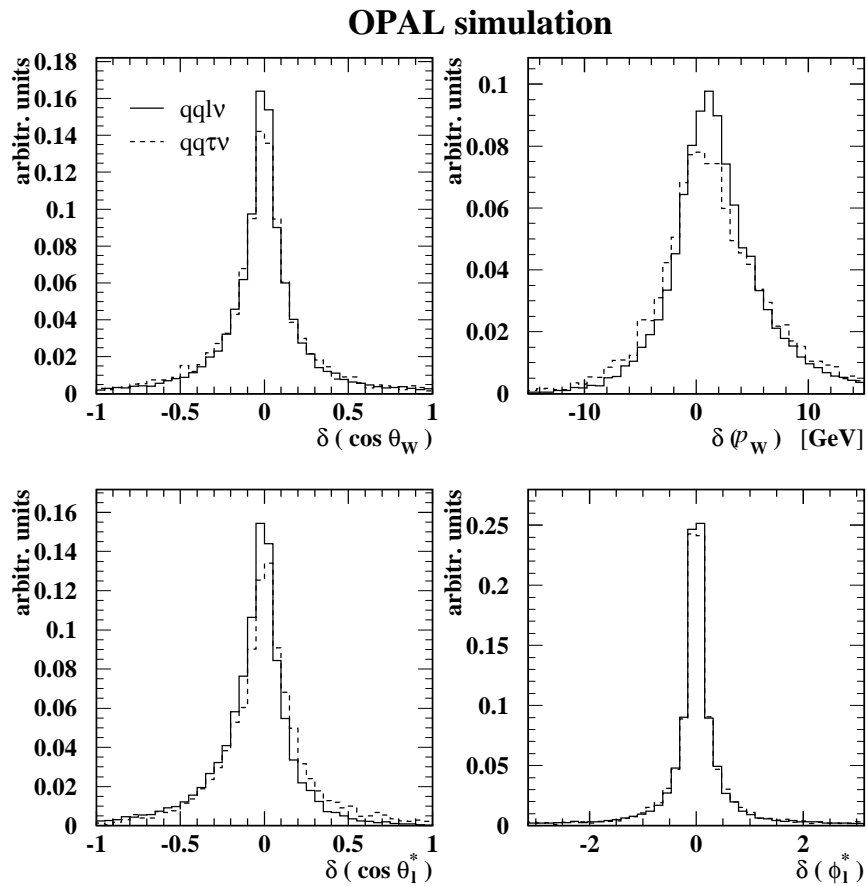 OPAL simulation
arbitr. units
0.18
0.16
0.14
0.12
0.1
0.08
0.06
0.04
0.02
0
qqlν
qqτν
-1 -0.5 0 0.5 1
δ ( cos θW )
arbitr. units
0.1
0.08
0.06
0.04
0.02
0
-10 0 10
δ (pW) [GeV]
arbitr. units
0.16
0.14
0.12
0.1
0.08
0.06
0.04
0.02
0
-1 -0.5 0 0.5 1
δ ( cos θl* )
arbitr. units
0.25
0.2
0.15
0.1
0.05
0
-2 0 2
δ ( ϕl* )